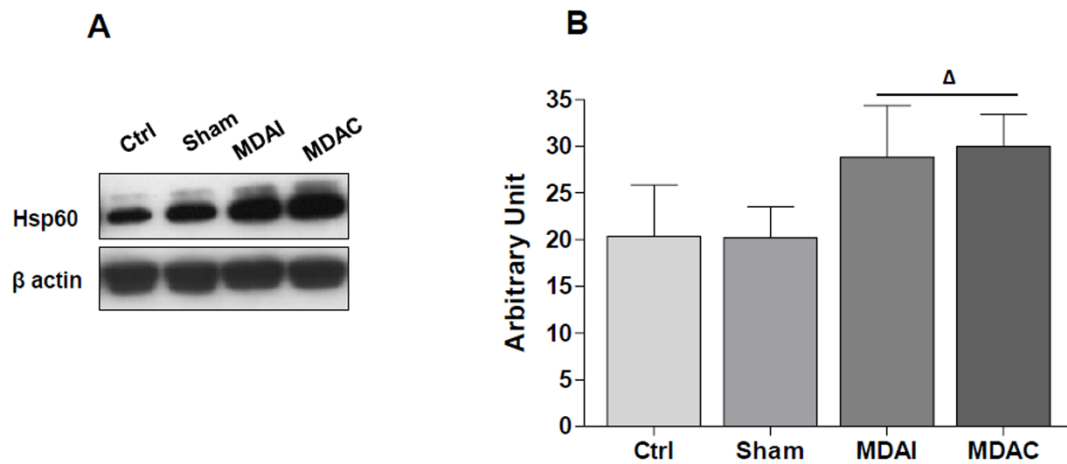 A
Ctrl Sham MDAI MDAC
Hsp60
β actin
B
Δ
Arbitrary Unit
35
30
25
20
15
10
5
0
Ctrl Sham MDAI MDAC